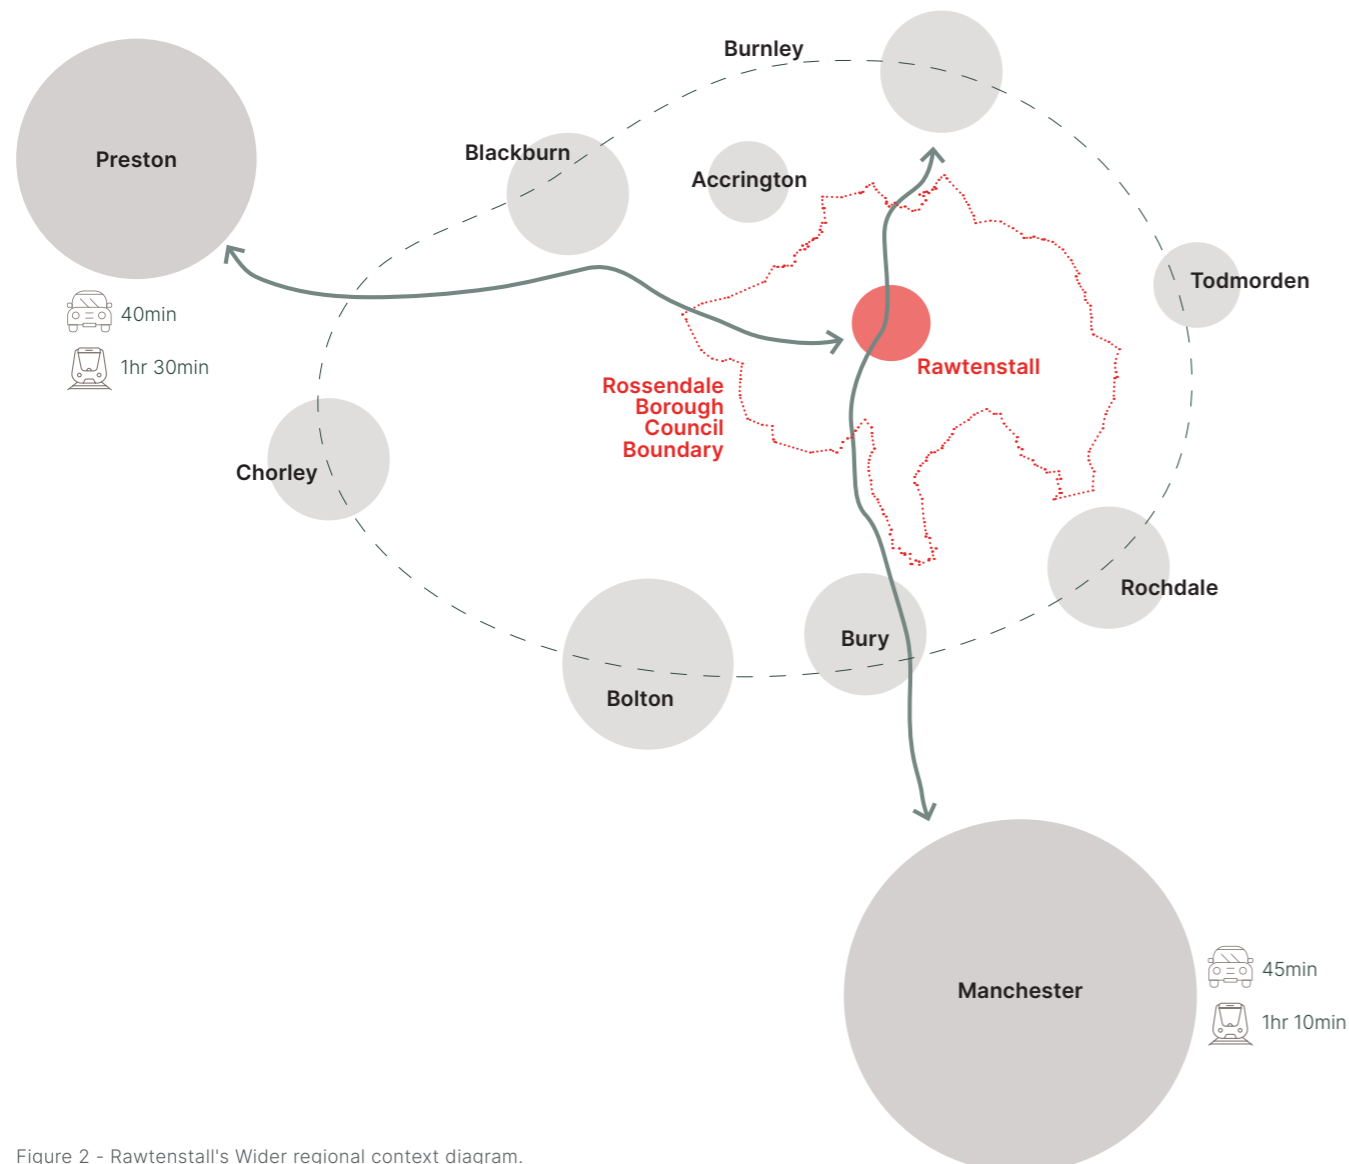 Burnley
Blackburn
Preston
Accrington
Todmorden
40min
1hr 30min
Rawtenstall
Rossendale
Borough
Council
Boundary
Chorley
Rochdale
Bury
Bolton
Manchester
45min
1hr 10min
Figure 2 - Rawtenstall's Wider regional context diagram.